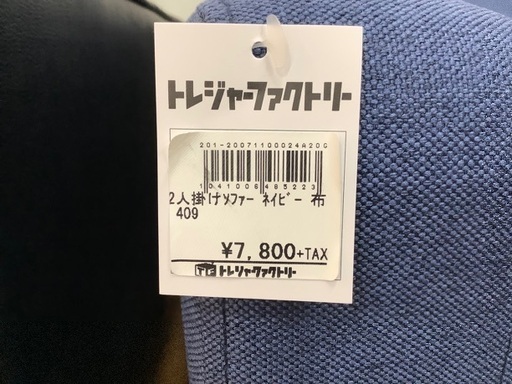 トレジャーファクトリー
201-20071100024A20G
1041006485223
2人掛けソファー ネイビー 布
409
¥7,800+TAX
トレジャーファクトリー